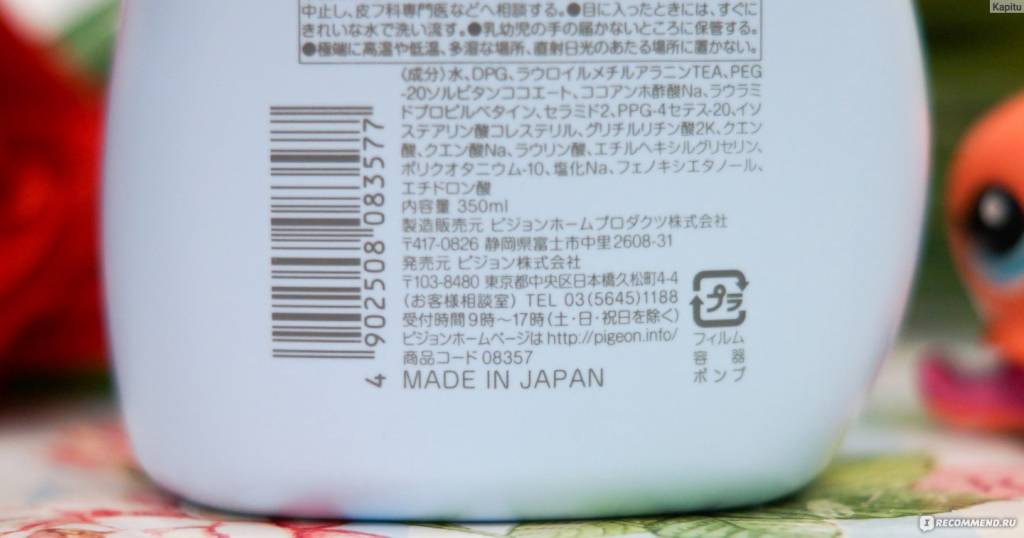 Kapitu
中止し、皮フ科専門医などへ相談する。●目に入ったときには、すぐに
きれいな水で洗い流す。●乳幼児の手の届かないところに保管する。
●極端に高温や低温、多湿な場所、直射日光のあたる場所に置かない。
〈成分〉水、DPG、ラウロイルメチルアラニンTEA、PEG
-20ソルビタンココエート、ココアンホ酢酸Na、ラウラミ
ドプロピルベタイン、セラミド2、PPG-4セテス-20、イソ
ステアリン酸コレステリル、グリチルリチン酸2K、クエン
酸、クエン酸Na、ラウリン酸、エチルヘキシルグリセリン、
ポリクオタニウム-10、塩化Na、フェノキシエタノール、
エチドロン酸
内容量 350ml
製造販売元 ピジョンホームプロダクツ株式会社
〒417-0826 静岡県富士市中里2608-31
発売元 ピジョン株式会社
〒103-8480 東京都中央区日本橋久松町4-4
(お客様相談室) TEL 03(5645)1188
受付時間9時〜17時(土・日・祝日を除く)
ピジョンホームページは http://pigeon.info/
商品コード 08357
MADE IN JAPAN
4 902508 083577
プラ
フィルム
容器
ポンプ
IRECOMMEND.RU